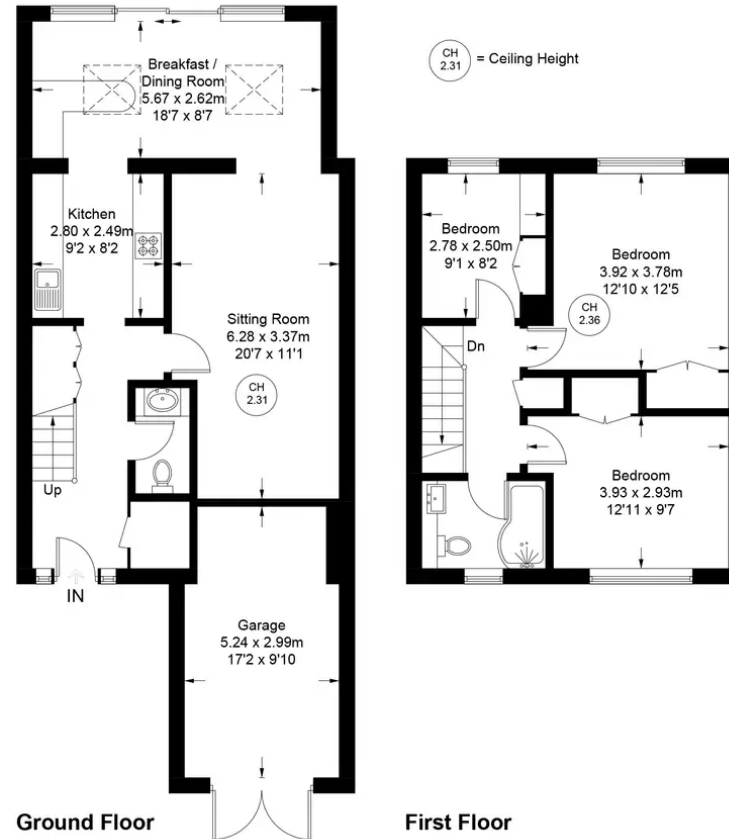 CH
2.31
= Ceiling Height
Breakfast /
Dining Room
5.67 x 2.62m
18'7 x 8'7
Kitchen
2.80 x 2.49m
9'2 x 8'2
Sitting Room
6.28 x 3.37m
20'7 x 11'1
CH
2.31
Up
IN
Garage
5.24 x 2.99m
17'2 x 9'10
Ground Floor
Bedroom
2.78 x 2.50m
9'1 x 8'2
Bedroom
3.92 x 3.78m
12'10 x 12'5
CH
2.36
Dn
Bedroom
3.93 x 2.93m
12'11 x 9'7
First Floor